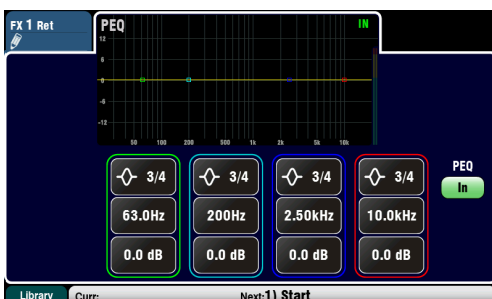 FX 1 Ret
PEQ
IN
12
6
0
-6
-12
50 100 200 500 1k 2k 5k 10k
3/4 3/4 3/4 3/4
63.0Hz 200Hz 2.50kHz 10.0kHz
0.0 dB 0.0 dB 0.0 dB 0.0 dB
PEQ
In
Library Curr: Next:1) Start